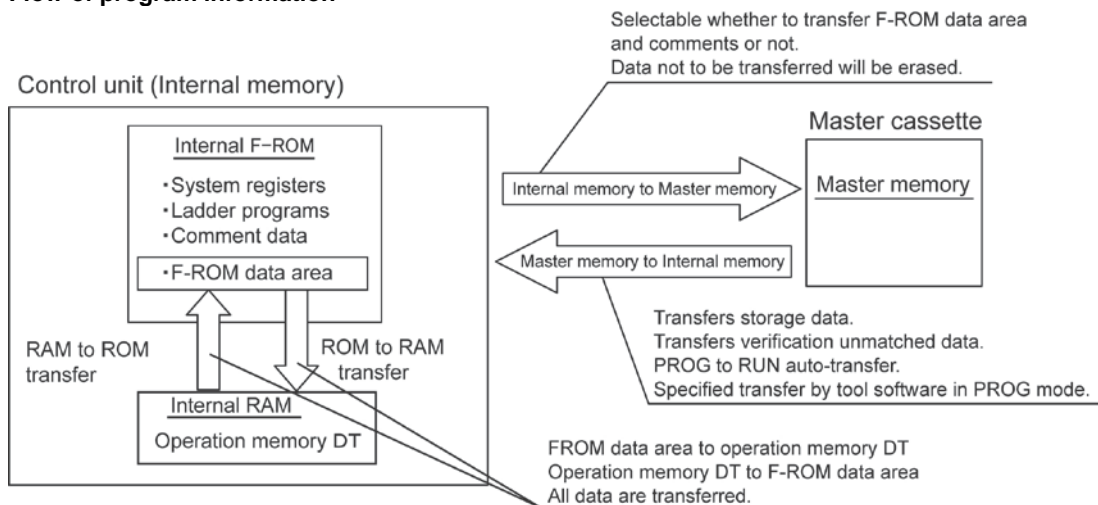 Selectable whether to transfer F-ROM data area
and comments or not.
Data not to be transferred will be erased.
Control unit (Internal memory)
Internal F-ROM
・System registers
・Ladder programs
・Comment data
・F-ROM data area
RAM to ROM
transfer
ROM to RAM
transfer
Internal RAM
Operation memory DT
Internal memory to Master memory
Master memory to Internal memory
Master cassette
Master memory
Transfers storage data.
Transfers verification unmatched data.
PROG to RUN auto-transfer.
Specified transfer by tool software in PROG mode.
FROM data area to operation memory DT
Operation memory DT to F-ROM data area
All data are transferred.